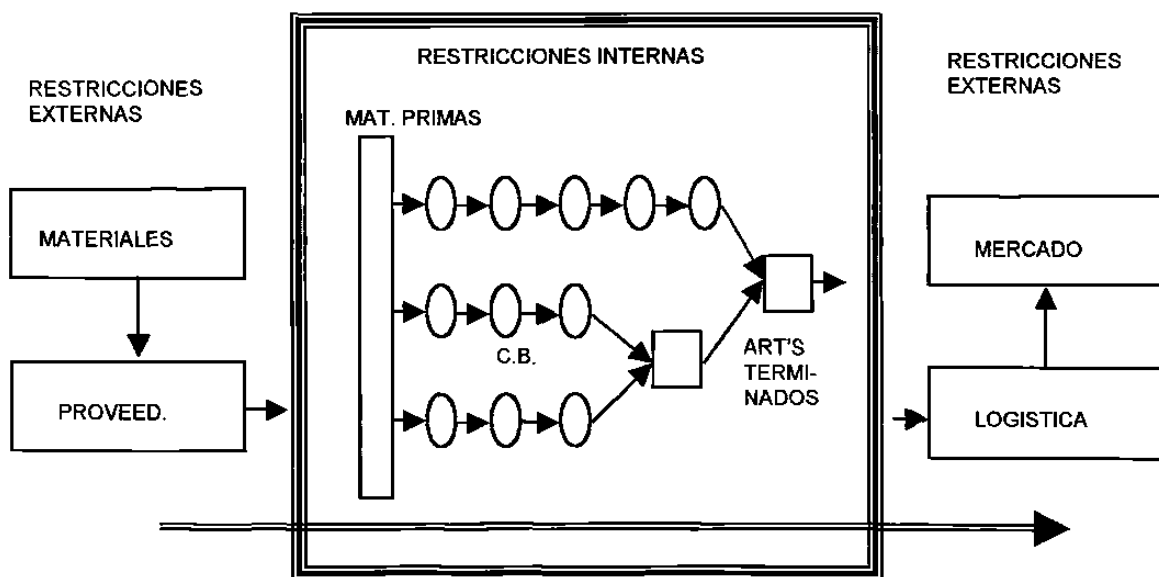 RESTRICCIONES
EXTERNAS
MATERIALES
PROVEED.
RESTRICCIONES INTERNAS
MAT. PRIMAS
C.B.
ART'S
TERMI-
NADOS
RESTRICCIONES
EXTERNAS
MERCADO
LOGISTICA